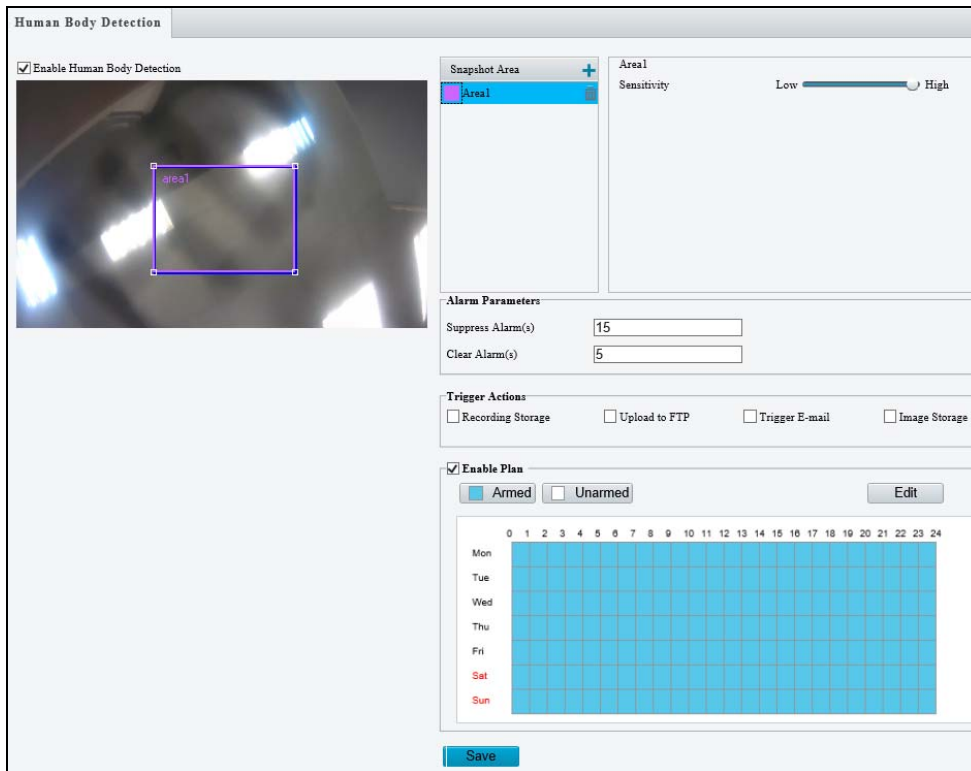 Human Body Detection
Enable Human Body Detection
area1
Snapshot Area
Area1
Area1
Sensitivity Low High
Alarm Parameters
Suppress Alarm(s) 15
Clear Alarm(s) 5
Trigger Actions
Recording Storage Upload to FTP Trigger E-mail Image Storage
Enable Plan
Armed Unarmed Edit
0 1 2 3 4 5 6 7 8 9 10 11 12 13 14 15 16 17 18 19 20 21 22 23 24
Mon
Tue
Wed
Thu
Fri
Sat
Sun
Save